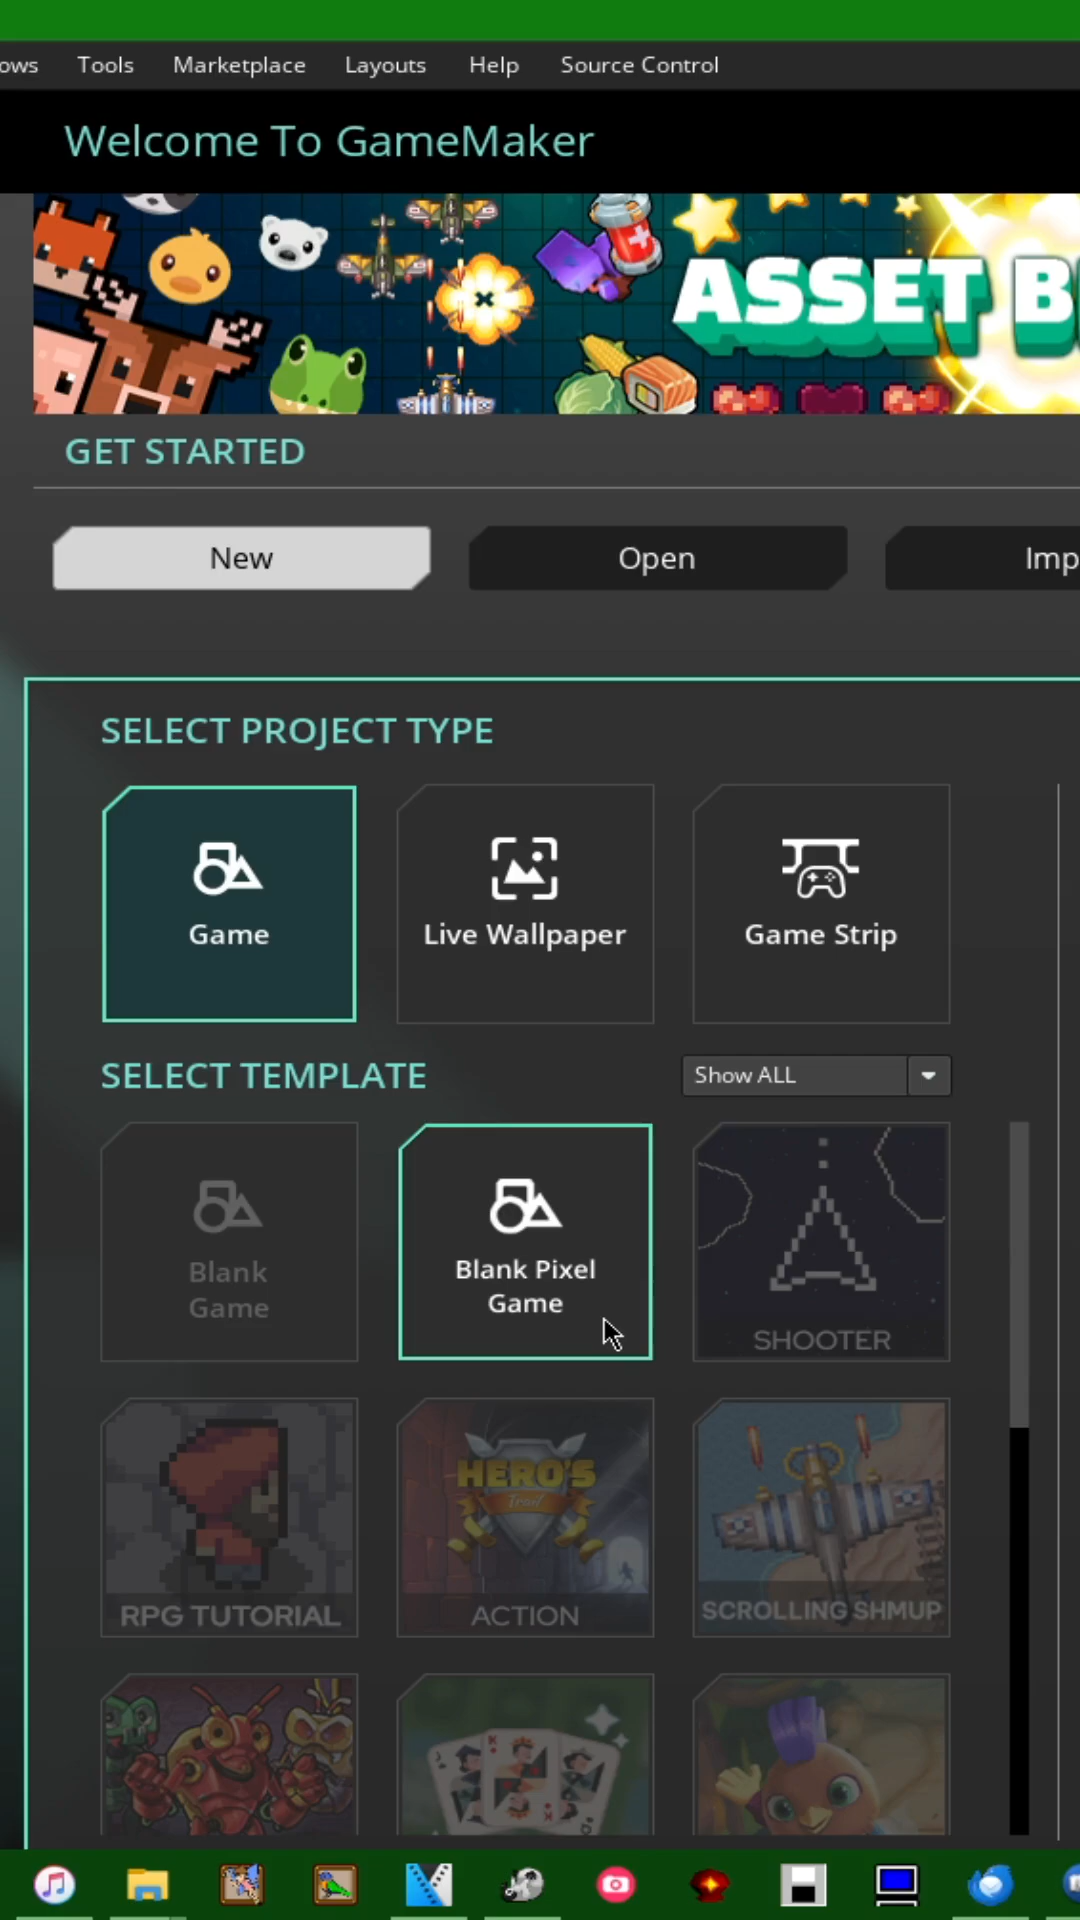 ows Tools Marketplace Layouts Help Source Control
Welcome To GameMaker
ASSET B
GET STARTED
New Open Imp
SELECT PROJECT TYPE
Game Live Wallpaper Game Strip
SELECT TEMPLATE Show ALL
Blank
Game
Blank Pixel
Game
SHOOTER
RPG TUTORIAL
HERO'S
Trail
ACTION
SCROLLING SHMUP